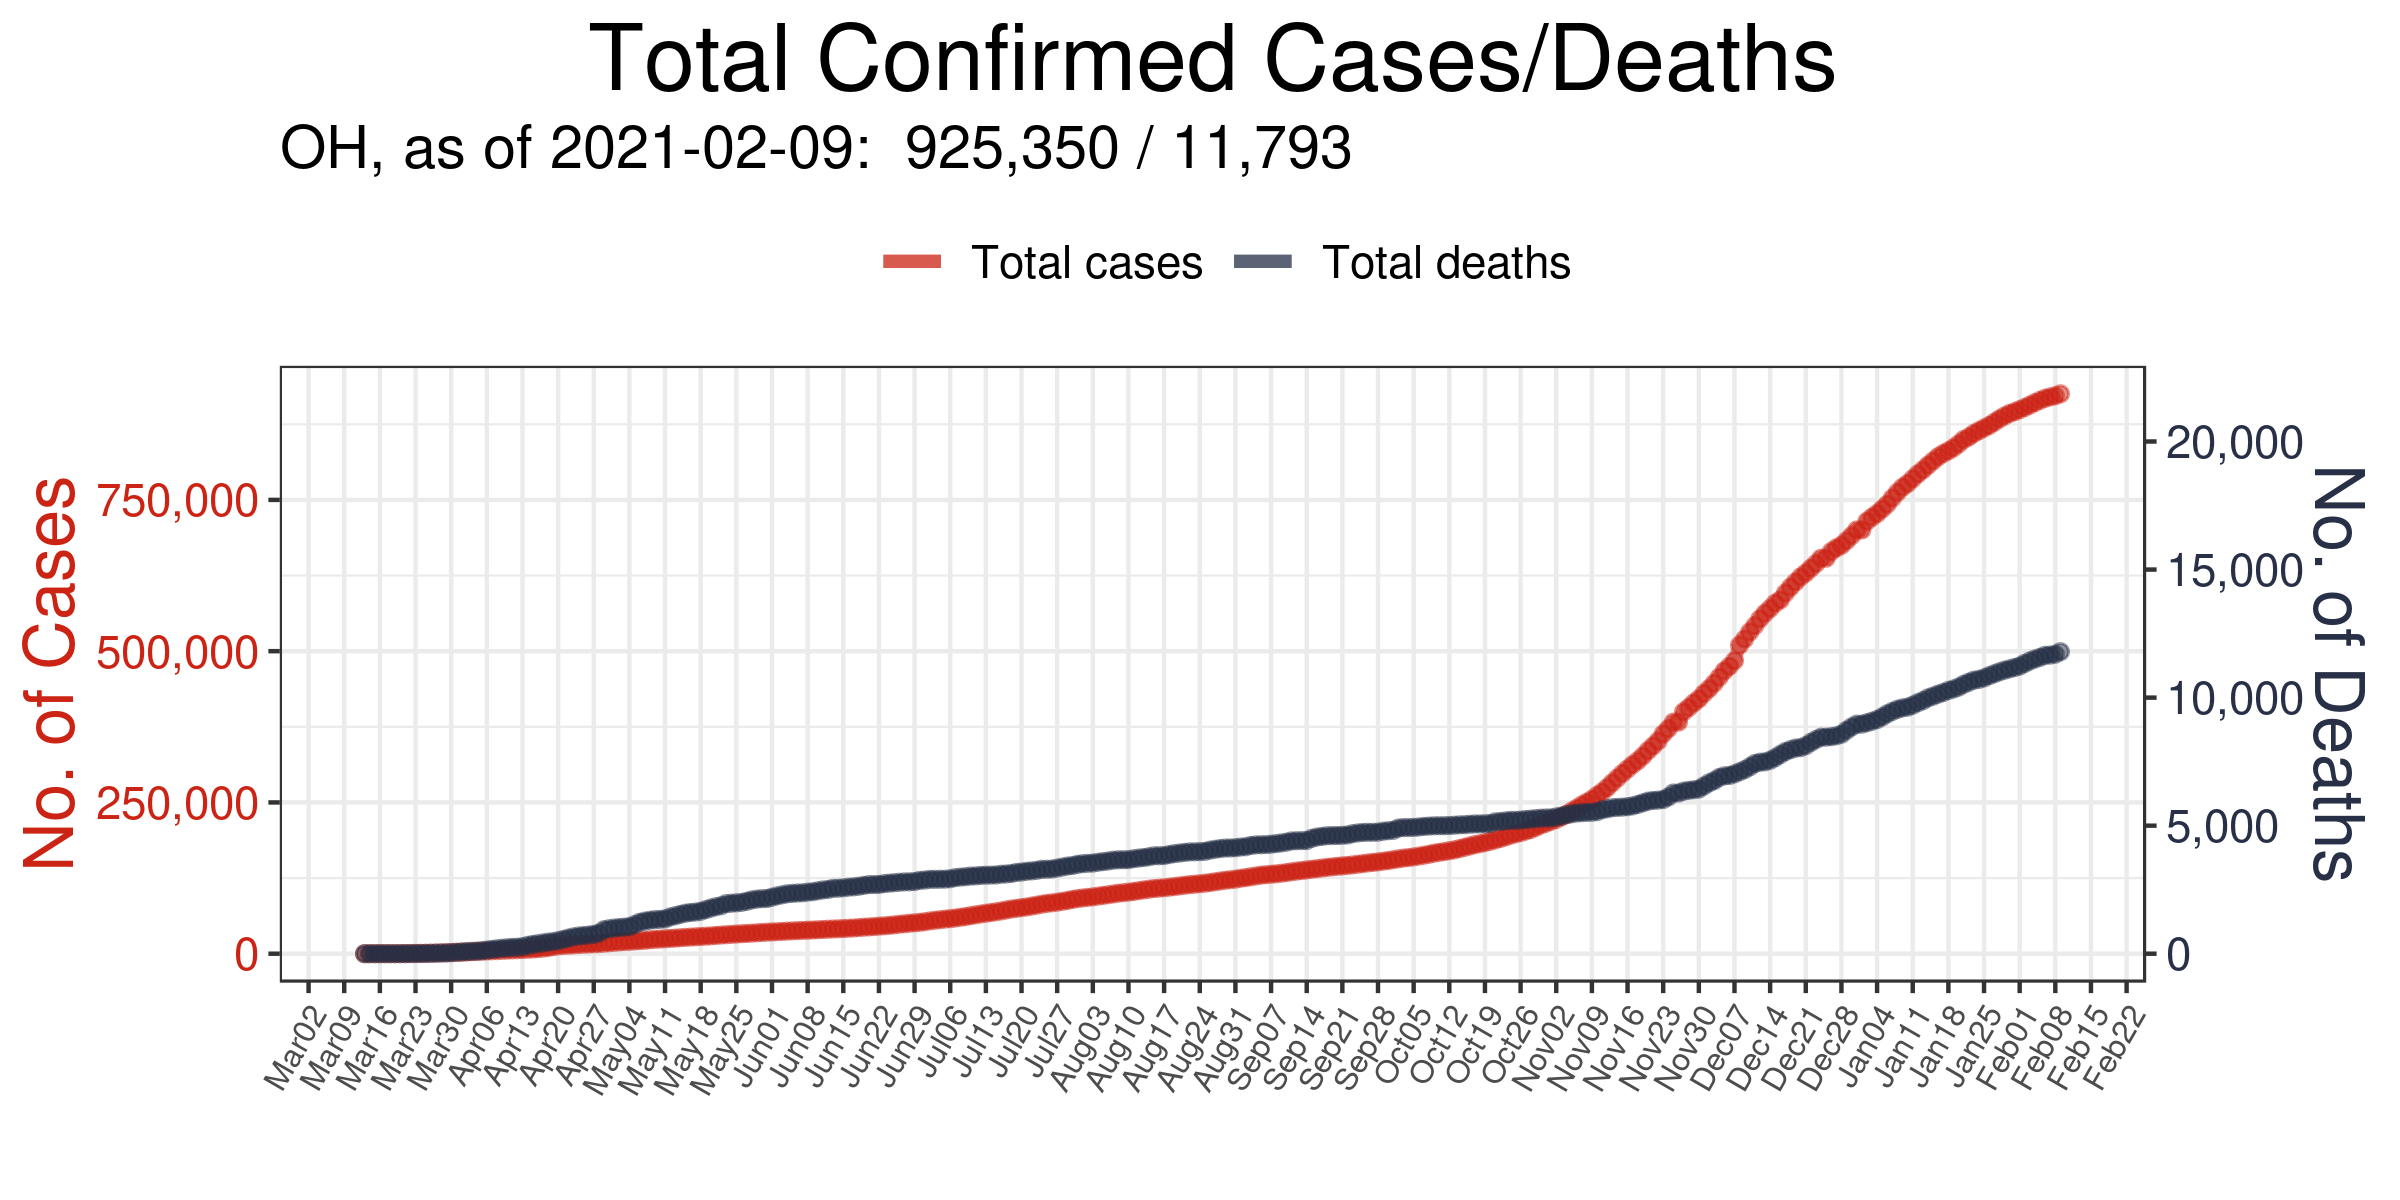 Total Confirmed Cases/Deaths
OH, as of 2021-02-09: 925,350 / 11,793
Total cases
Total deaths
No. of Cases
750,000
500,000
250,000
0
20,000
15,000
10,000
5,000
0
No. of Deaths
Mar02
Mar09
Mar16
Mar23
Mar30
Apr06
Apr13
Apr20
Apr27
May04
May11
May18
May25
Jun01
Jun08
Jun15
Jun22
Jun29
Jul06
Jul13
Jul20
Jul27
Aug03
Aug10
Aug17
Aug24
Aug31
Sep07
Sep14
Sep21
Sep28
Oct05
Oct12
Oct19
Oct26
Nov02
Nov09
Nov16
Nov23
Nov30
Dec07
Dec14
Dec21
Dec28
Jan04
Jan11
Jan18
Jan25
Feb01
Feb08
Feb15
Feb22